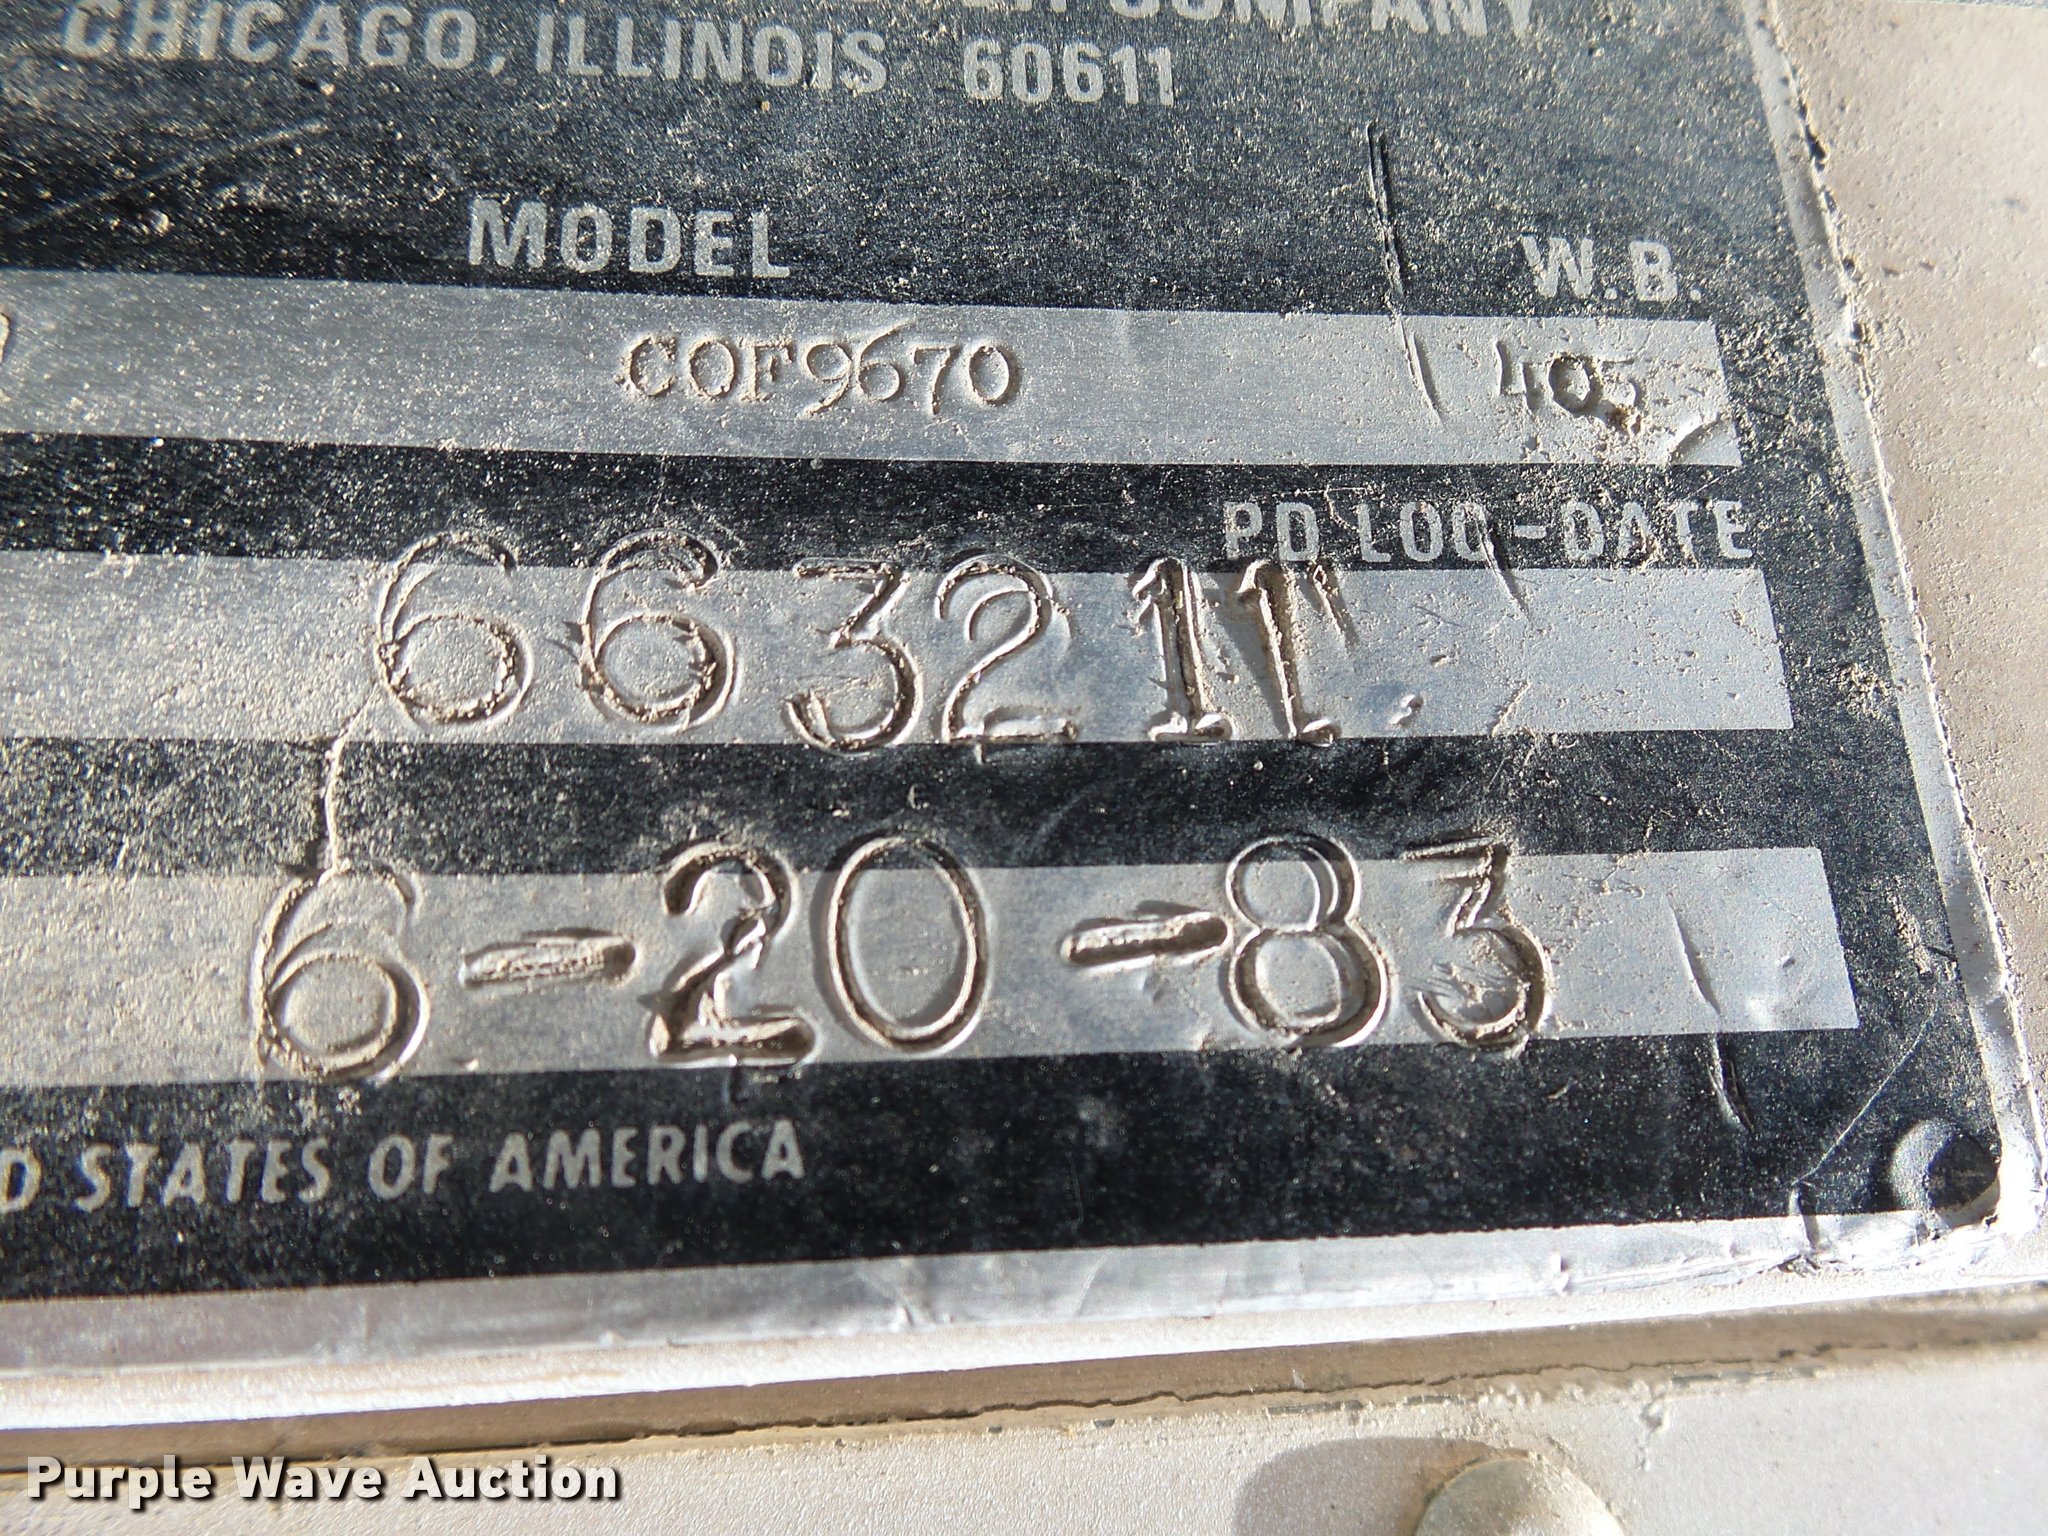 COMPANY
CHICAGO, ILLINOIS 60611
MODEL W.B.
COF9670 405
PD LOC-DATE
663211
6-20-83
STATES OF AMERICA
Purple Wave Auction